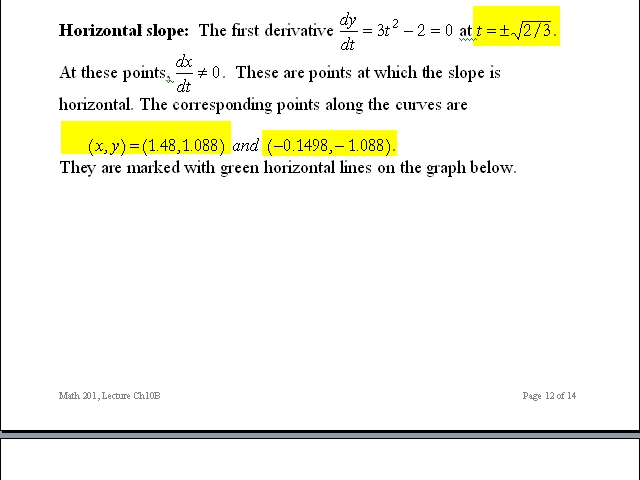 Horizontal slope: The first derivative dy/dt = 3t² − 2 = 0 at t = ±√2/3.
At these points, dx/dt ≠ 0. These are points at which the slope is
horizontal. The corresponding points along the curves are
(x, y) = (1.48, 1.088) and (−0.1498, − 1.088).
They are marked with green horizontal lines on the graph below.
Math 201, Lecture Ch10B Page 12 of 14